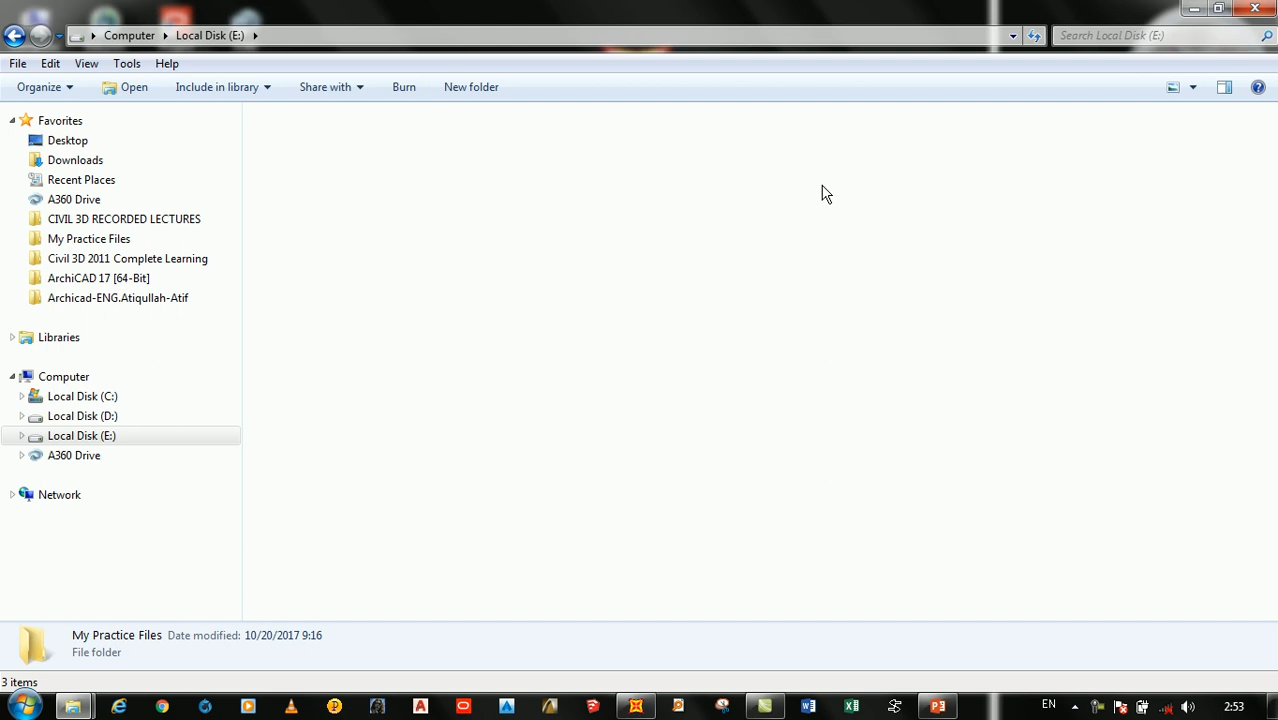 Computer Local Disk (E:) Search Local Disk (E:)
File Edit View Tools Help
Organize Open Include in library Share with Burn New folder
Favorites
Desktop
Downloads
Recent Places
A360 Drive
CIVIL 3D RECORDED LECTURES
My Practice Files
Civil 3D 2011 Complete Learning
ArchiCAD 17 [64-Bit]
Archicad-ENG.Atiqullah-Atif
Libraries
Computer
Local Disk (C:)
Local Disk (D:)
Local Disk (E:)
A360 Drive
Network
My Practice Files Date modified: 10/20/2017 9:16
File folder
3 items
EN 2:53